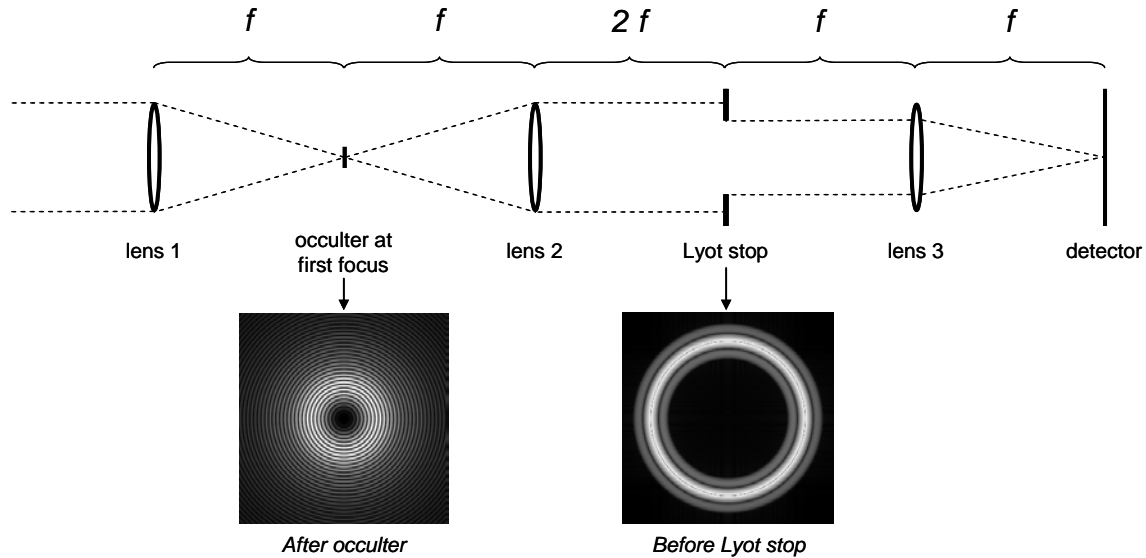 f
f
2 f
f
f
lens 1
occulter at
first focus
lens 2
Lyot stop
lens 3
detector
After occulter
Before Lyot stop